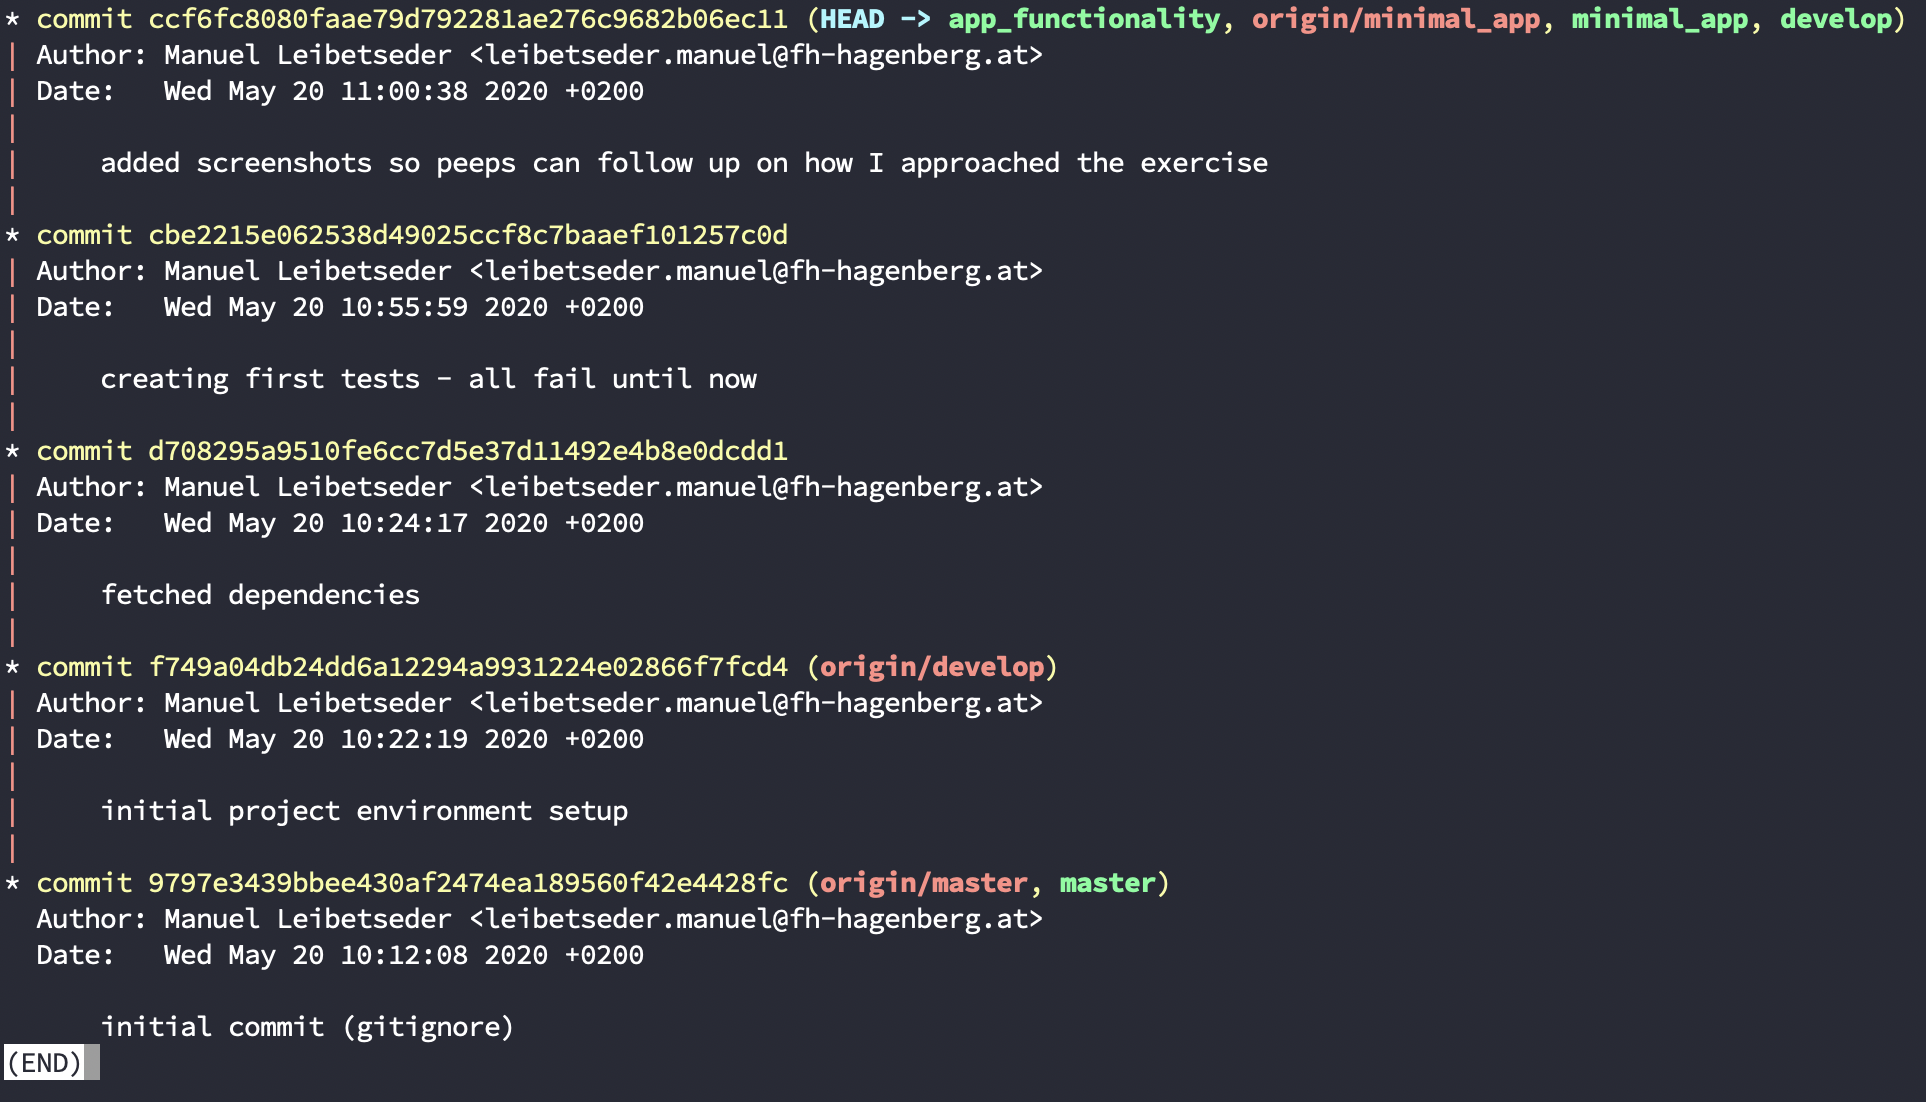 * commit ccf6fc8080faae79d792281ae276c9682b06ec11 (HEAD -> app_functionality, origin/minimal_app, minimal_app, develop)
| Author: Manuel Leibetseder <leibetseder.manuel@fh-hagenberg.at>
| Date:   Wed May 20 11:00:38 2020 +0200
|
|     added screenshots so peeps can follow up on how I approached the exercise
|
* commit cbe2215e062538d49025ccf8c7baaef101257c0d
| Author: Manuel Leibetseder <leibetseder.manuel@fh-hagenberg.at>
| Date:   Wed May 20 10:55:59 2020 +0200
|
|     creating first tests - all fail until now
|
* commit d708295a9510fe6cc7d5e37d11492e4b8e0dcdd1
| Author: Manuel Leibetseder <leibetseder.manuel@fh-hagenberg.at>
| Date:   Wed May 20 10:24:17 2020 +0200
|
|     fetched dependencies
|
* commit f749a04db24dd6a12294a9931224e02866f7fcd4 (origin/develop)
| Author: Manuel Leibetseder <leibetseder.manuel@fh-hagenberg.at>
| Date:   Wed May 20 10:22:19 2020 +0200
|
|     initial project environment setup
|
* commit 9797e3439bbee430af2474ea189560f42e4428fc (origin/master, master)
  Author: Manuel Leibetseder <leibetseder.manuel@fh-hagenberg.at>
  Date:   Wed May 20 10:12:08 2020 +0200

      initial commit (gitignore)
(END)